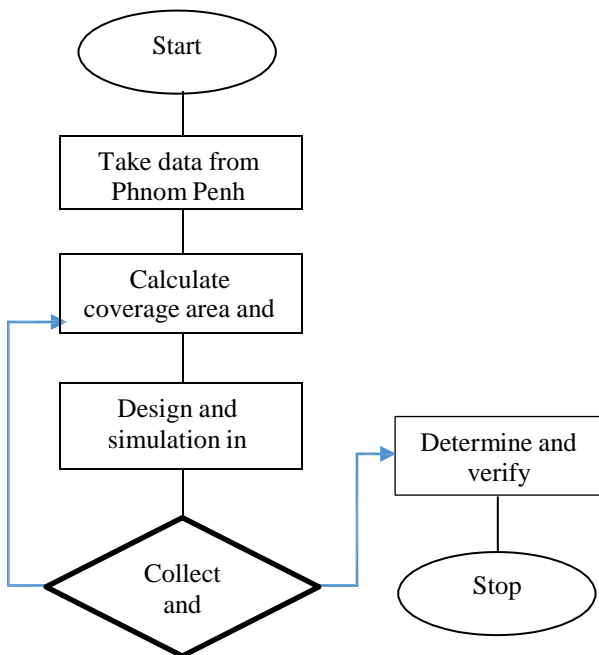 Start
Take data from
Phnom Penh
Calculate
coverage area and
Design and
simulation in
Collect
and
Determine and
verify
Stop